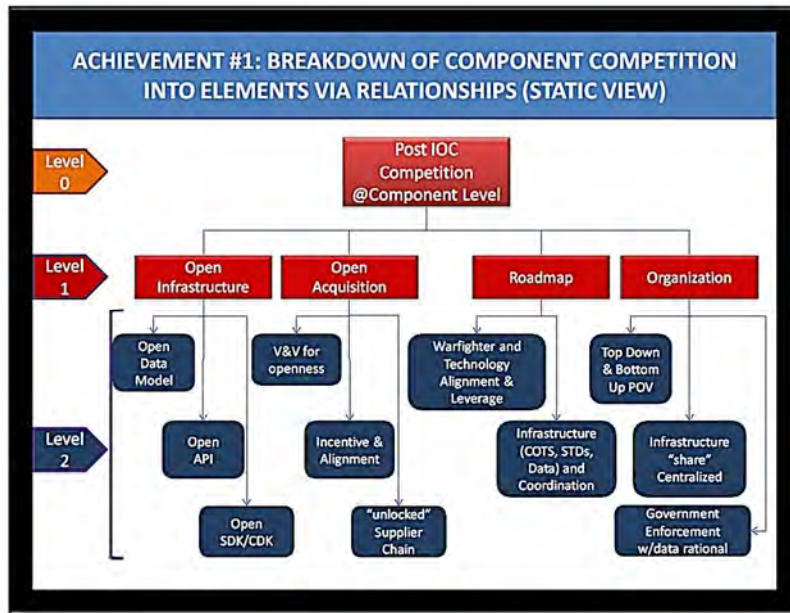 ACHIEVEMENT #1: BREAKDOWN OF COMPONENT COMPETITION
INTO ELEMENTS VIA RELATIONSHIPS (STATIC VIEW)
Level
0
Post IOC
Competition
@Component Level
Level
1
Open
Infrastructure
Open
Acquisition
Roadmap
Organization
Level
2
Open
Data
Model
V&V for
openness
Warfighter and
Technology
Alignment &
Leverage
Top Down
& Bottom
Up POV
Open
API
Incentive &
Alignment
Infrastructure
(COTS, STDs,
Data) and
Coordination
Infrastructure
"share"
Centralized
Open
SDK/CDK
"unlocked"
Supplier
Chain
Government
Enforcement
w/data rational